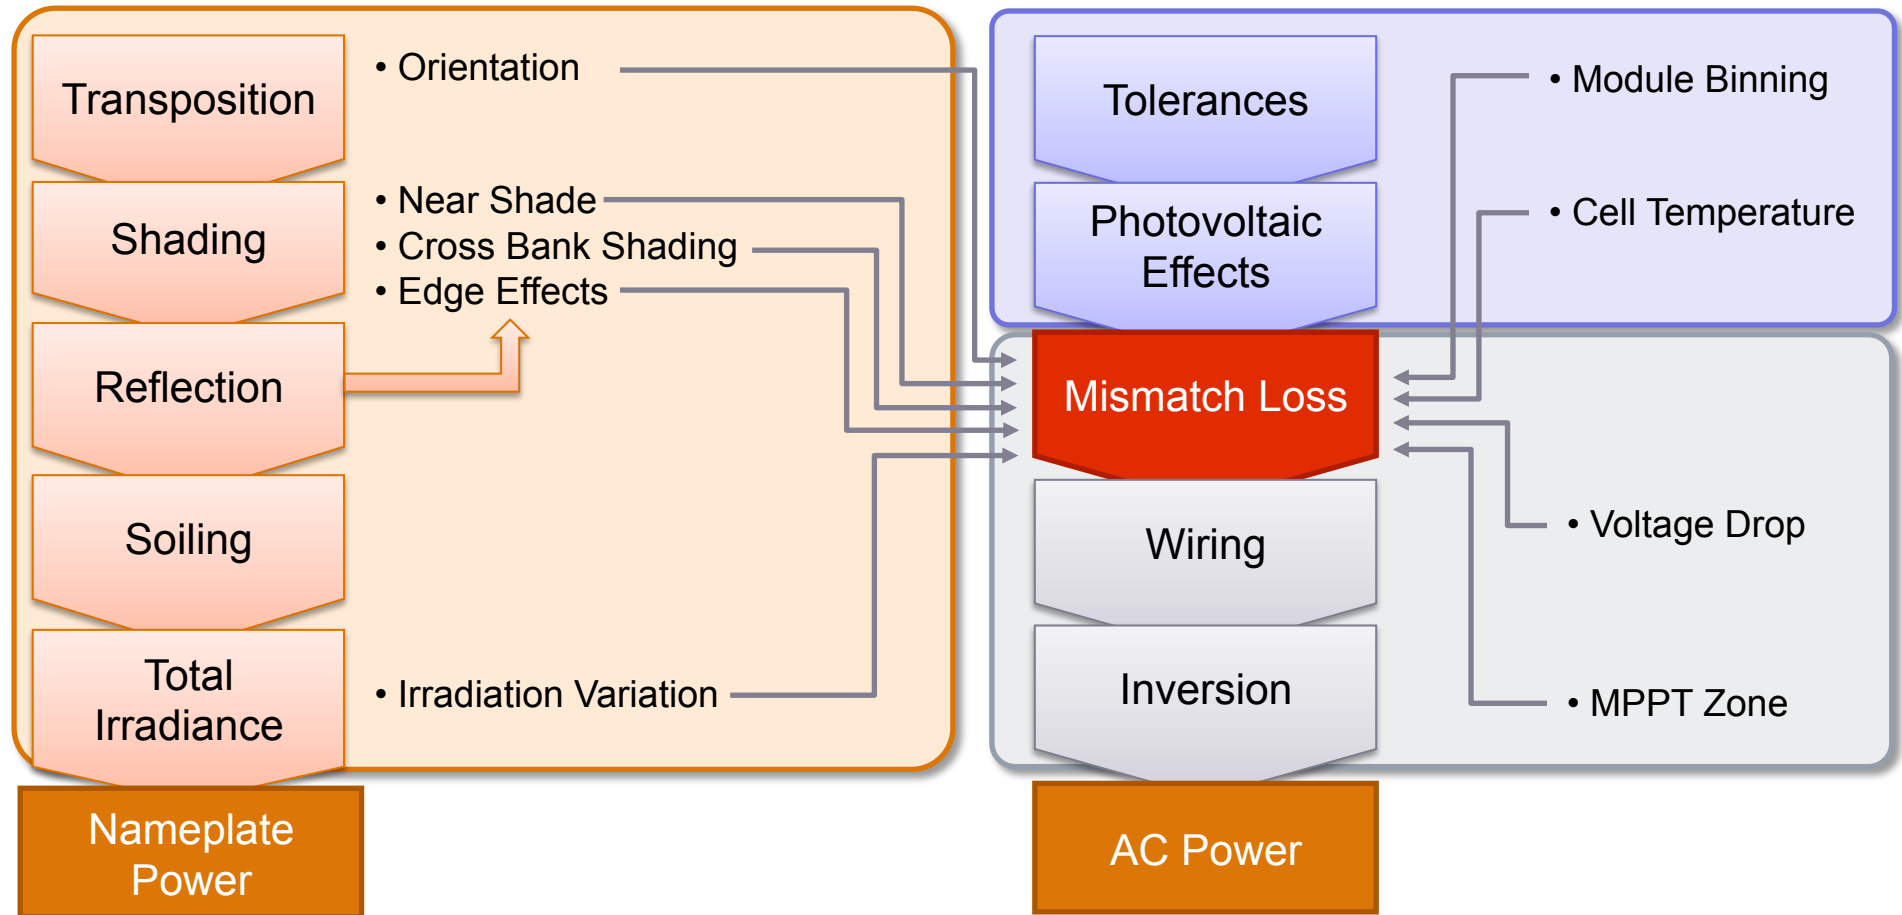 Transposition
• Orientation
Shading
• Near Shade
• Cross Bank Shading
• Edge Effects
Reflection
Soiling
Total
Irradiance
• Irradiation Variation
Nameplate
Power
Tolerances
• Module Binning
Photovoltaic
Effects
• Cell Temperature
Mismatch Loss
Wiring
• Voltage Drop
Inversion
• MPPT Zone
AC Power